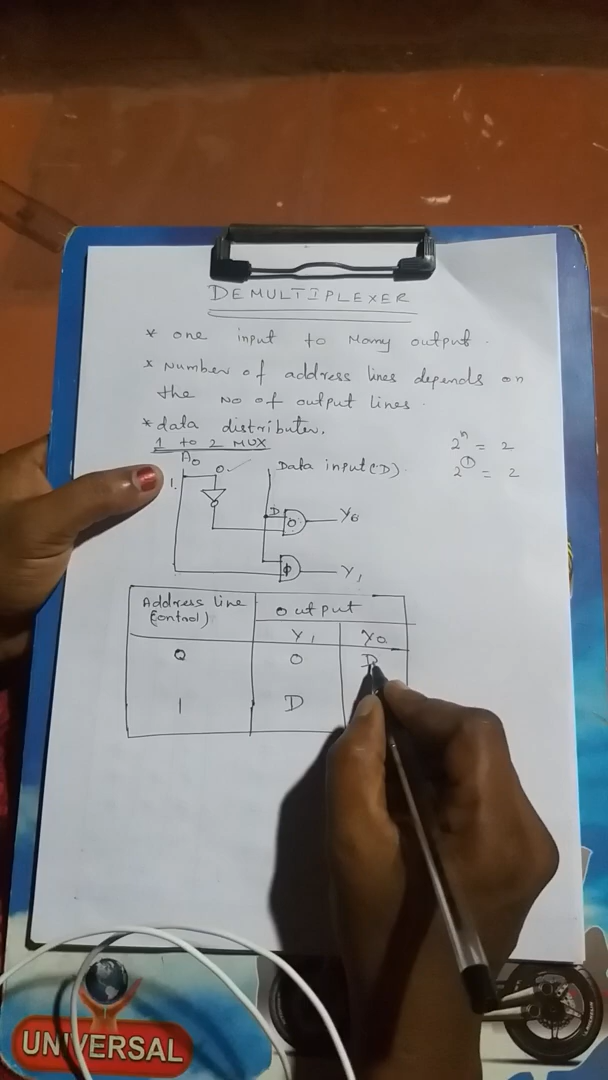 DEMULTIPLEXER
* one input to Many output.
* Number of address lines depends on
the No of output lines.
* data distributer.
1 to 2 MUX
2^n = 2
2^1 = 2
A0
0
Data input (D).
1.
D
0
Y0
Y1
Address line
(control)
output
Y1 Y0
0 0 D
1 D
UNIVERSAL